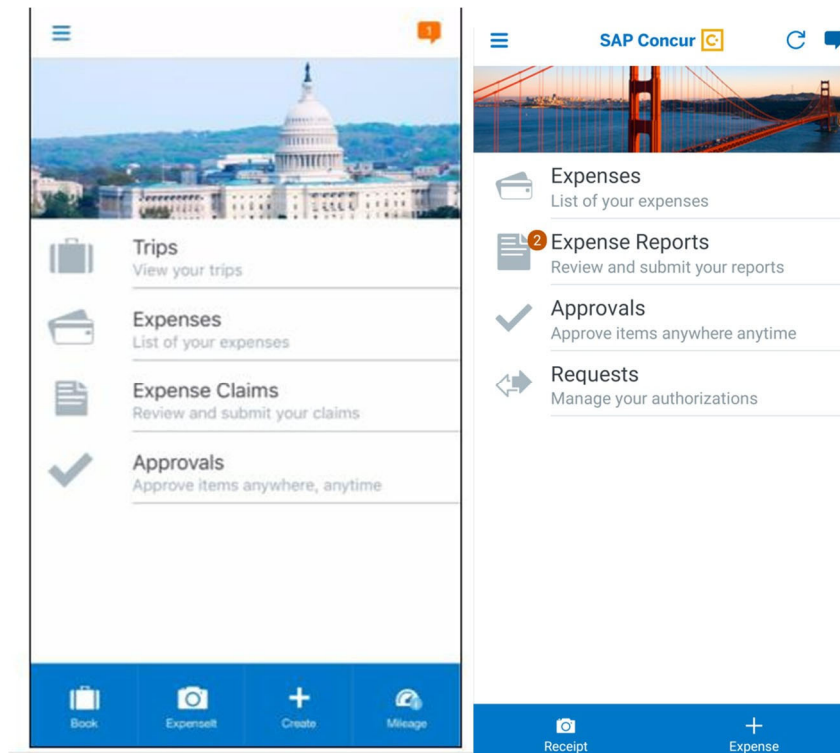 1
Trips
View your trips
Expenses
List of your expenses
Expense Claims
Review and submit your claims
Approvals
Approve items anywhere, anytime
Book
ExpenseIt
Create
Mileage
SAP Concur C
Expenses
List of your expenses
2
Expense Reports
Review and submit your reports
Approvals
Approve items anywhere anytime
Requests
Manage your authorizations
Receipt
Expense